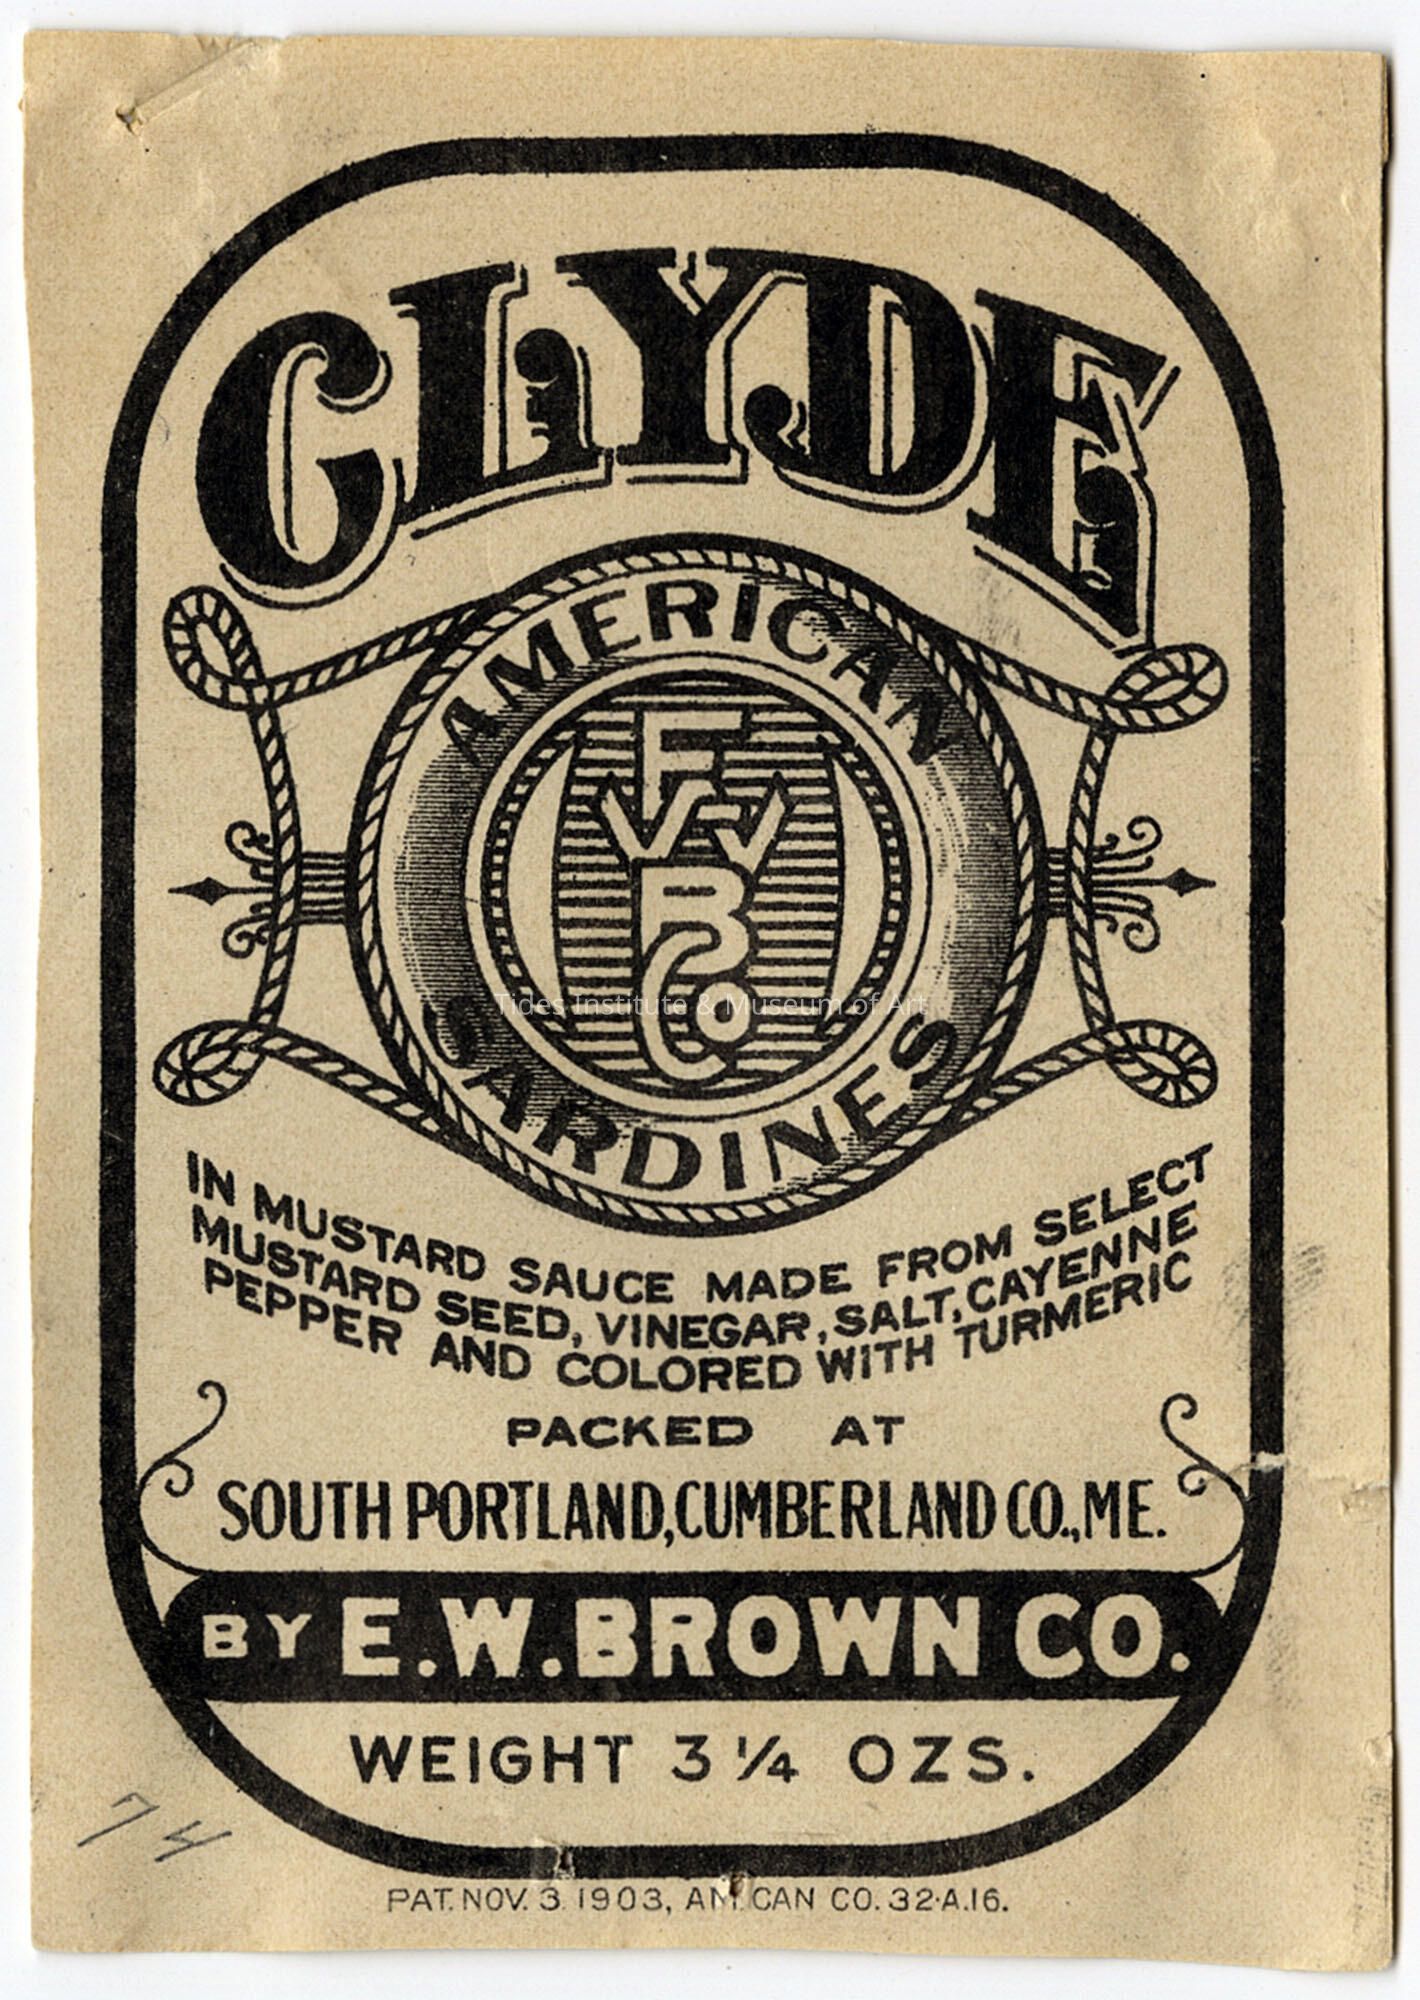 CLYDE
AMERICAN
E
W
B
Co
Tides Institute & Museum of Art
SARDINES
IN MUSTARD SAUCE MADE FROM SELECT
MUSTARD SEED, VINEGAR, SALT, CAYENNE
PEPPER AND COLORED WITH TURMERIC
PACKED AT
SOUTH PORTLAND, CUMBERLAND CO., ME.
BY E.W. BROWN CO.
WEIGHT 3 1/4 OZS.
74
PAT. NOV. 3. 1903, AM. CAN CO. 32-A.16.